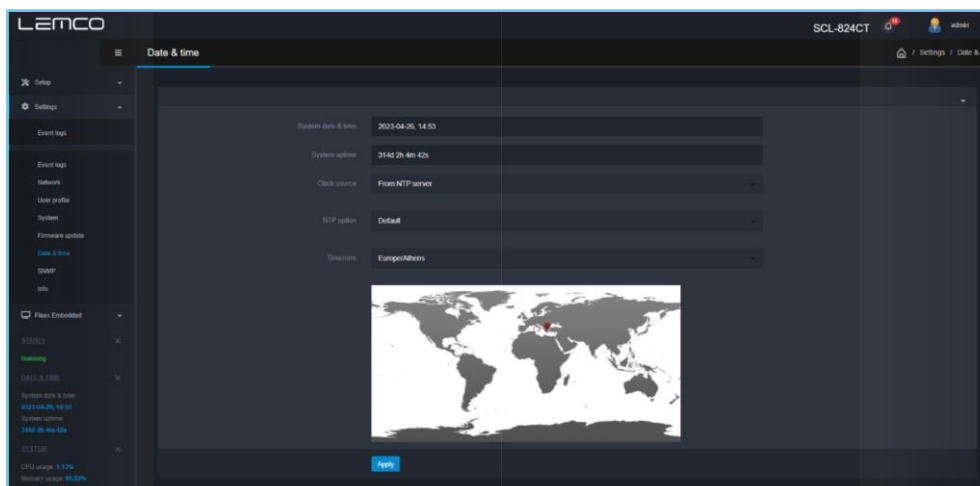 LEMCO
SCL-824CT
admin
Date & time
/ Settings / Date &
Setup
Settings
Event logs
Event logs
Network
User profile
System
Firmware update
Date & time
SNMP
Info
Embedded
STATUS
Running
DATE & TIME
System date & time:
2023-04-26, 14:53
System uptime:
314d 2h 4m 42s
SYSTEM
CPU usage:
Memory usage:
System date & time
2023-04-26, 14:53
System uptime
314d 2h 4m 42s
Clock source
From NTP server
NTP option
Default
Timezone
Europe/Athens
Apply